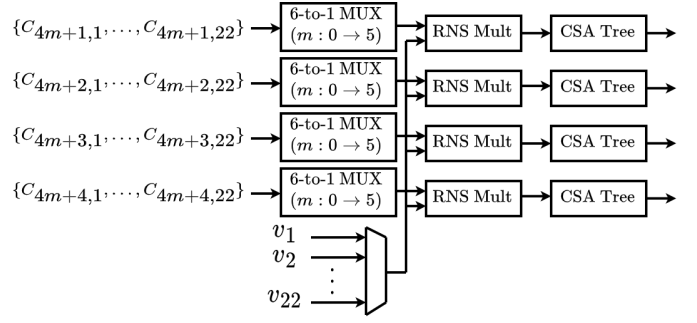 {C4m+1,1, ..., C4m+1,22} 6-to-1 MUX (m : 0 → 5) RNS Mult CSA Tree
{C4m+2,1, ..., C4m+2,22} 6-to-1 MUX (m : 0 → 5) RNS Mult CSA Tree
{C4m+3,1, ..., C4m+3,22} 6-to-1 MUX (m : 0 → 5) RNS Mult CSA Tree
{C4m+4,1, ..., C4m+4,22} 6-to-1 MUX (m : 0 → 5) RNS Mult CSA Tree
v1
v2
⋮
v22